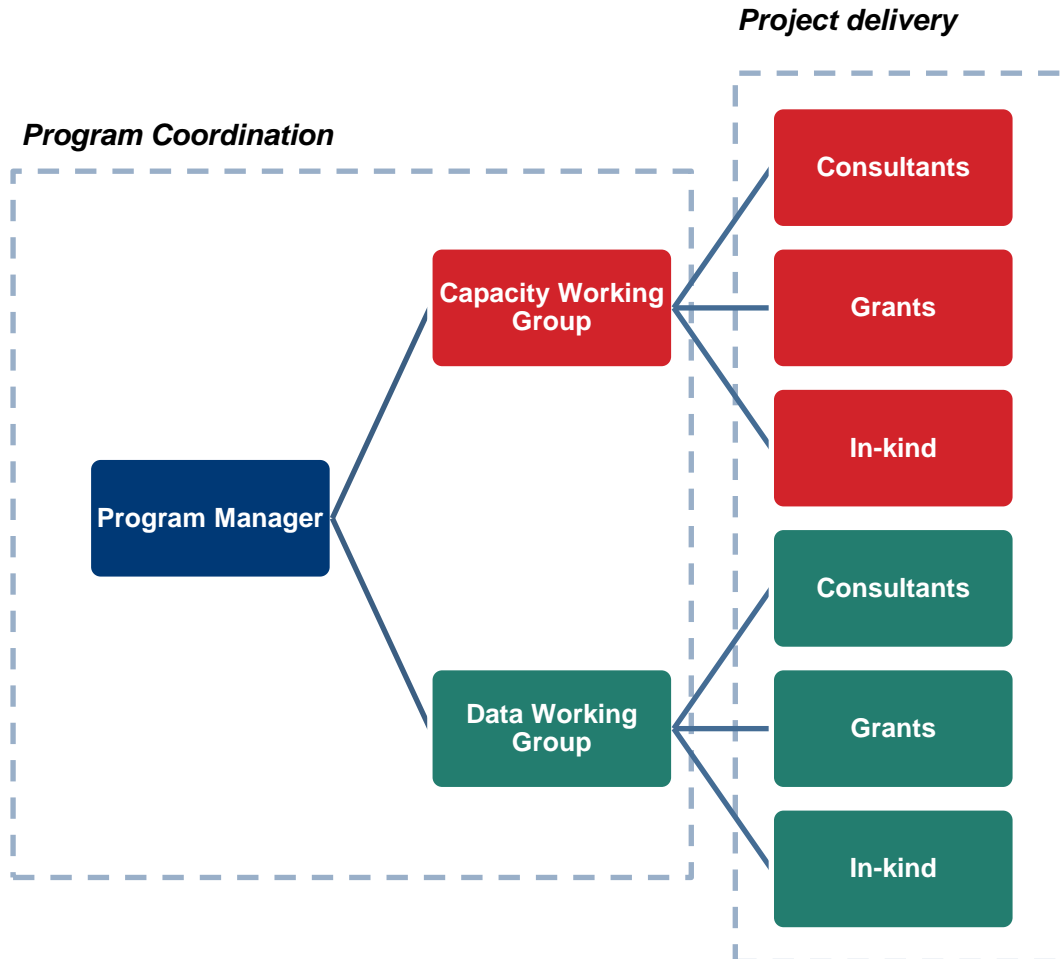 Project delivery
Program Coordination
Consultants
Capacity Working
Group
Grants
In-kind
Program Manager
Consultants
Data Working
Group
Grants
In-kind